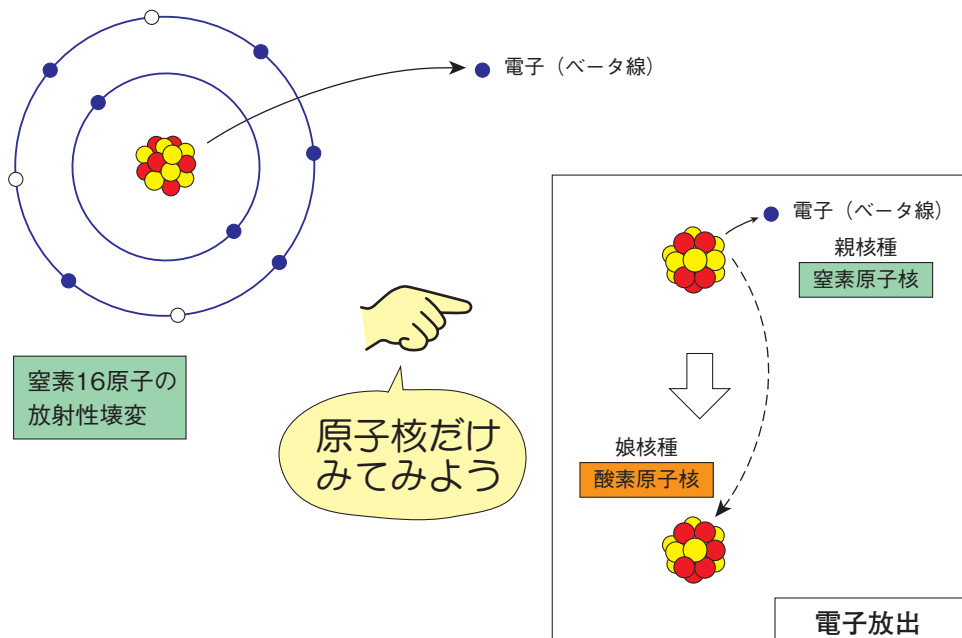 電子（ベータ線）
窒素16原子の
放射性壊変
原子核だけ
みてみよう
電子（ベータ線）
親核種
窒素原子核
娘核種
酸素原子核
電子放出